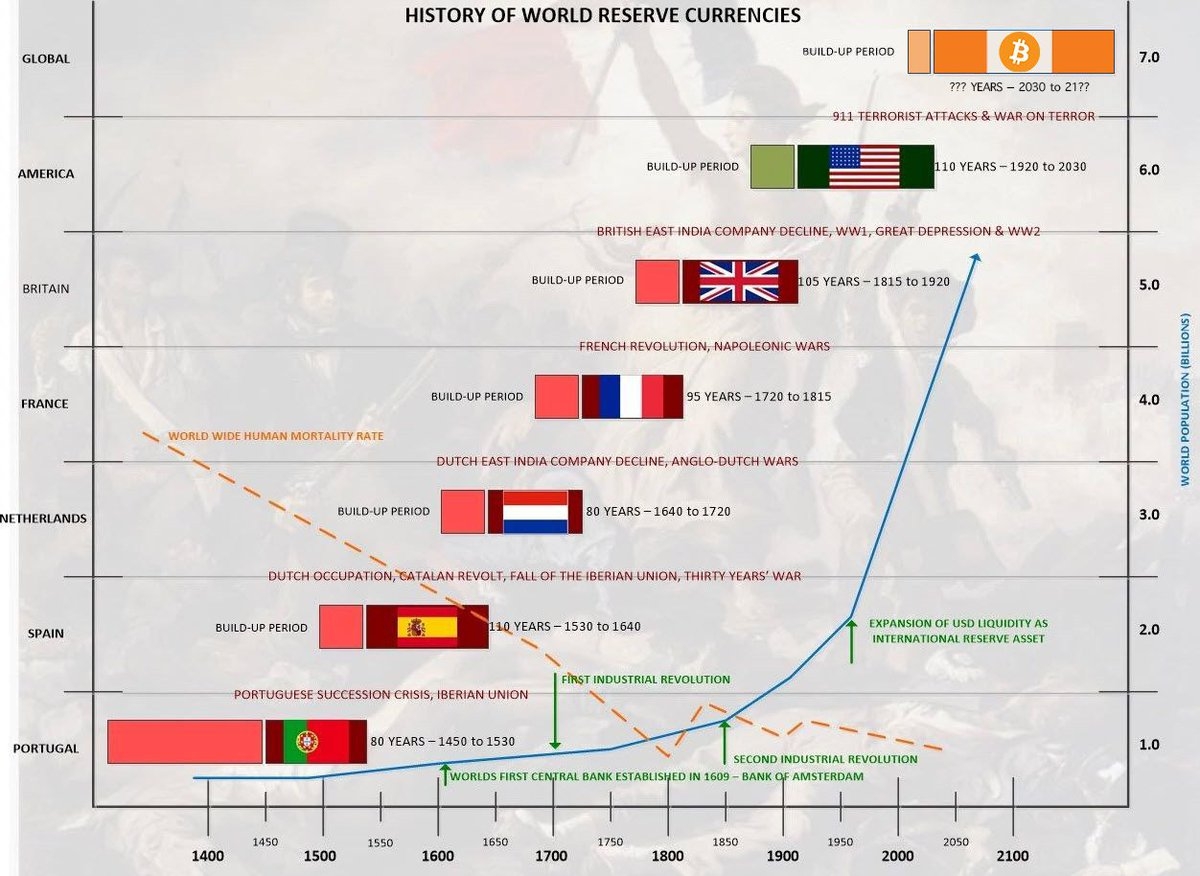 HISTORY OF WORLD RESERVE CURRENCIES
GLOBAL
BUILD-UP PERIOD
₿
7.0
??? YEARS – 2030 to 21??
911 TERRORIST ATTACKS & WAR ON TERROR
AMERICA
BUILD-UP PERIOD
110 YEARS – 1920 to 2030
6.0
BRITISH EAST INDIA COMPANY DECLINE, WW1, GREAT DEPRESSION & WW2
BRITAIN
BUILD-UP PERIOD
105 YEARS – 1815 to 1920
5.0
FRENCH REVOLUTION, NAPOLEONIC WARS
FRANCE
BUILD-UP PERIOD
95 YEARS – 1720 to 1815
4.0
WORLD POPULATION (BILLIONS)
WORLD WIDE HUMAN MORTALITY RATE
DUTCH EAST INDIA COMPANY DECLINE, ANGLO-DUTCH WARS
NETHERLANDS
BUILD-UP PERIOD
80 YEARS – 1640 to 1720
3.0
DUTCH OCCUPATION, CATALAN REVOLT, FALL OF THE IBERIAN UNION, THIRTY YEARS' WAR
SPAIN
BUILD-UP PERIOD
110 YEARS – 1530 to 1640
EXPANSION OF USD LIQUIDITY AS
INTERNATIONAL RESERVE ASSET
2.0
FIRST INDUSTRIAL REVOLUTION
PORTUGUESE SUCCESSION CRISIS, IBERIAN UNION
PORTUGAL
80 YEARS – 1450 to 1530
1.0
SECOND INDUSTRIAL REVOLUTION
WORLDS FIRST CENTRAL BANK ESTABLISHED IN 1609 – BANK OF AMSTERDAM
1400 1450 1500 1550 1600 1650 1700 1750 1800 1850 1900 1950 2000 2050 2100